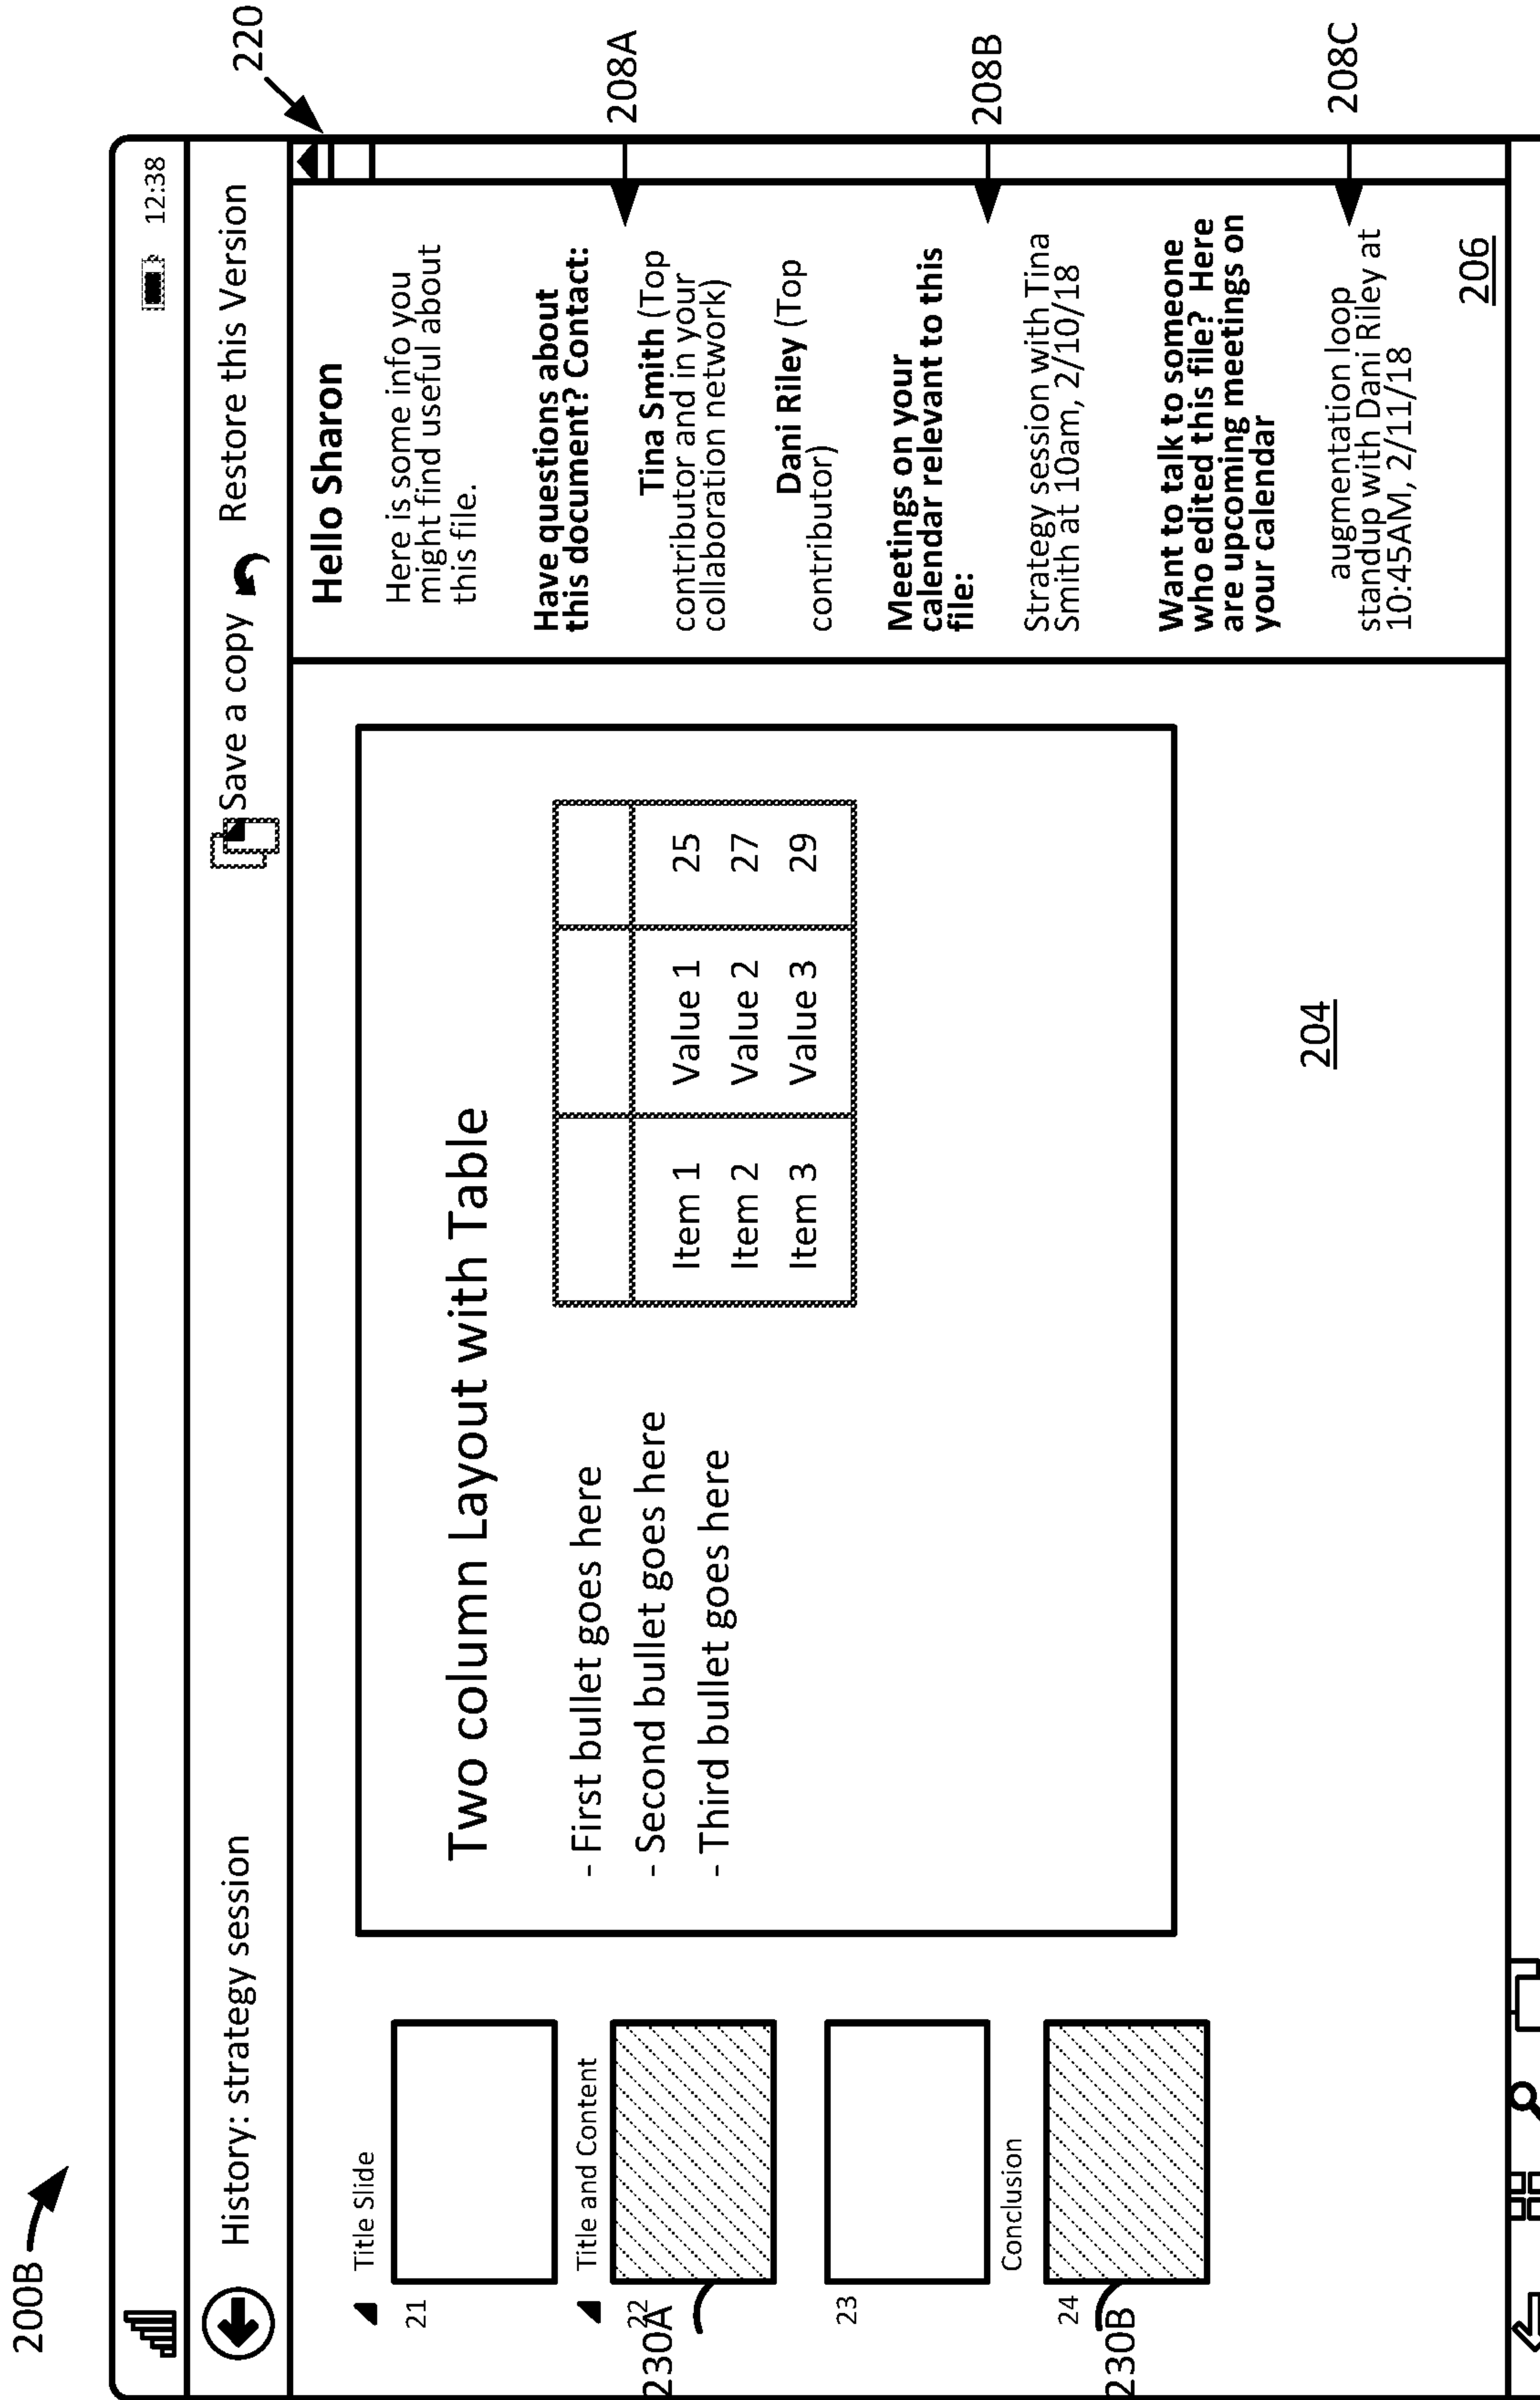 200B
12:38
220
History: strategy session
Save a copy
Restore this Version
Title Slide
21
Title and Content
22
230A
23
Conclusion
24
230B
Two column Layout with Table
- First bullet goes here
- Second bullet goes here
- Third bullet goes here
Item 1 Value 1 25
Item 2 Value 2 27
Item 3 Value 3 29
204
Hello Sharon
Here is some info you
might find useful about
this file.
Have questions about
this document? Contact:
208A
Tina Smith (Top
contributor and in your
collaboration network)
Dani Riley (Top
contributor)
Meetings on your
calendar relevant to this
file:
208B
Strategy session with Tina
Smith at 10am, 2/10/18
Want to talk to someone
who edited this file? Here
are upcoming meetings on
your calendar
208C
augmentation loop
standup with Dani Riley at
10:45AM, 2/11/18
206